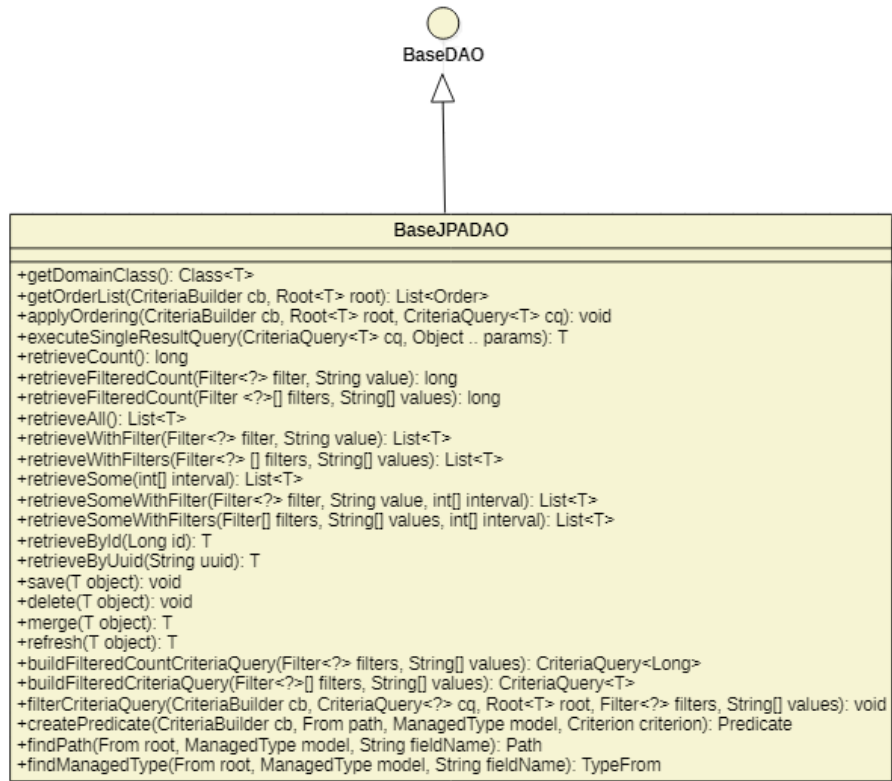 BaseDAO
BaseJPADAO
+getDomainClass(): Class<T>
+getOrderList(CriteriaBuilder cb, Root<T> root): List<Order>
+applyOrdering(CriteriaBuilder cb, Root<T> root, CriteriaQuery<T> cq): void
+executeSingleResultQuery(CriteriaQuery<T> cq, Object .. params): T
+retrieveCount(): long
+retrieveFilteredCount(Filter<?> filter, String value): long
+retrieveFilteredCount(Filter <?>[] filters, String[] values): long
+retrieveAll(): List<T>
+retrieveWithFilter(Filter<?> filter, String value): List<T>
+retrieveWithFilters(Filter<?> [] filters, String[] values): List<T>
+retrieveSome(int[] interval): List<T>
+retrieveSomeWithFilter(Filter<?> filter, String value, int[] interval): List<T>
+retrieveSomeWithFilters(Filter[] filters, String[] values, int[] interval): List<T>
+retrieveById(Long id): T
+retrieveByUuid(String uuid): T
+save(T object): void
+delete(T object): void
+merge(T object): T
+refresh(T object): T
+buildFilteredCountCriteriaQuery(Filter<?> filters, String[] values): CriteriaQuery<Long>
+buildFilteredCriteriaQuery(Filter<?>[] filters, String[] values): CriteriaQuery<T>
+filterCriteriaQuery(CriteriaBuilder cb, CriteriaQuery<?> cq, Root<T> root, Filter<?> filters, String[] values): void
+createPredicate(CriteriaBuilder cb, From path, ManagedType model, Criterion criterion): Predicate
+findPath(From root, ManagedType model, String fieldName): Path
+findManagedType(From root, ManagedType model, String fieldName): TypeFrom